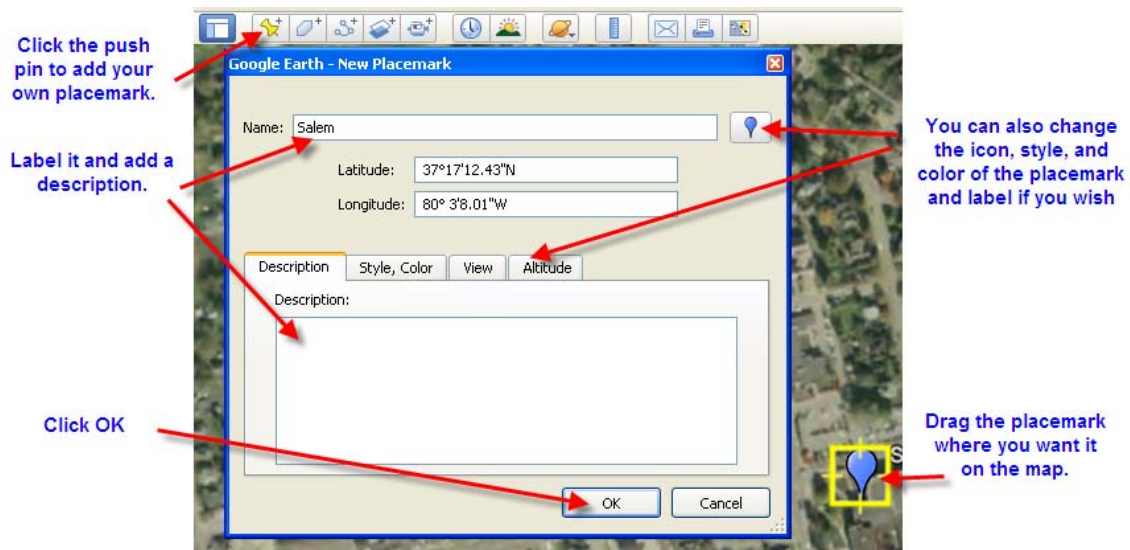 Click the push
pin to add your
own placemark.
Google Earth - New Placemark
Name: Salem
Label it and add a
description.
You can also change
the icon, style, and
color of the placemark
and label if you wish
Latitude: 37°17'12.43"N
Longitude: 80° 3'8.01"W
Description Style, Color View Altitude
Description:
Click OK
Drag the placemark
where you want it
on the map.
S
OK Cancel